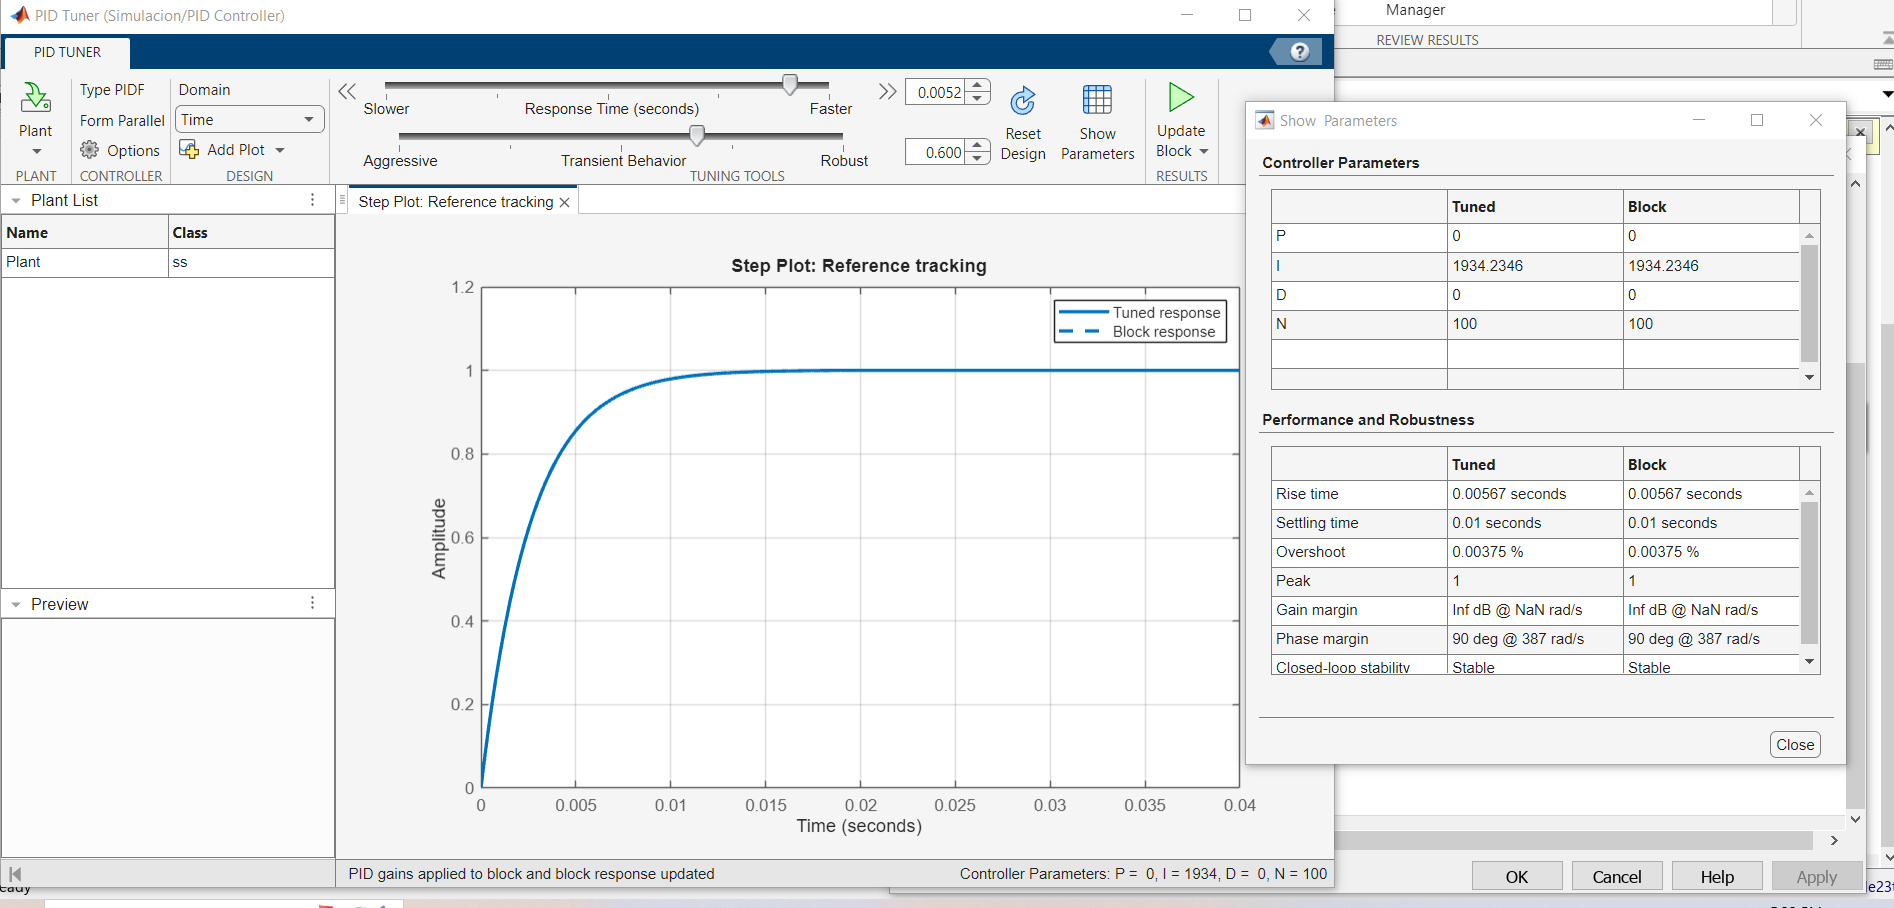 PID Tuner (Simulacion/PID Controller)
PID TUNER
Plant
PLANT
Type PIDF
Form Parallel
Options
CONTROLLER
Domain
Time
Add Plot
DESIGN
Slower
Response Time (seconds)
Faster
0.0052
Aggressive
Transient Behavior
Robust
0.600
Reset
Design
Show
Parameters
TUNING TOOLS
Update
Block
RESULTS
Manager
REVIEW RESULTS
Plant List
Name Class
Plant ss
Preview
Step Plot: Reference tracking
Step Plot: Reference tracking
Tuned response
Block response
1.2
1
0.8
0.6
0.4
0.2
0
Amplitude
0 0.005 0.01 0.015 0.02 0.025 0.03 0.035 0.04
Time (seconds)
PID gains applied to block and block response updated
Controller Parameters: P = 0, I = 1934, D = 0, N = 100
Show Parameters
Controller Parameters
Tuned Block
P 0 0
I 1934.2346 1934.2346
D 0 0
N 100 100
Performance and Robustness
Tuned Block
Rise time 0.00567 seconds 0.00567 seconds
Settling time 0.01 seconds 0.01 seconds
Overshoot 0.00375 % 0.00375 %
Peak 1 1
Gain margin Inf dB @ NaN rad/s Inf dB @ NaN rad/s
Phase margin 90 deg @ 387 rad/s 90 deg @ 387 rad/s
Closed-loop stability Stable Stable
Close
OK Cancel Help Apply